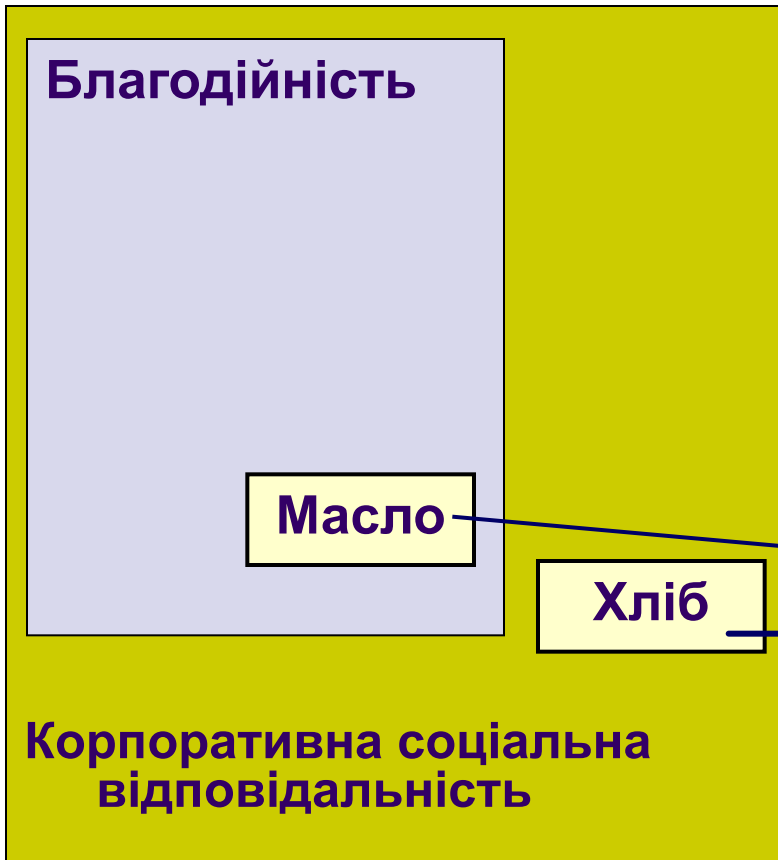 Благодійність
Масло
Хліб
Корпоративна соціальна
відповідальність